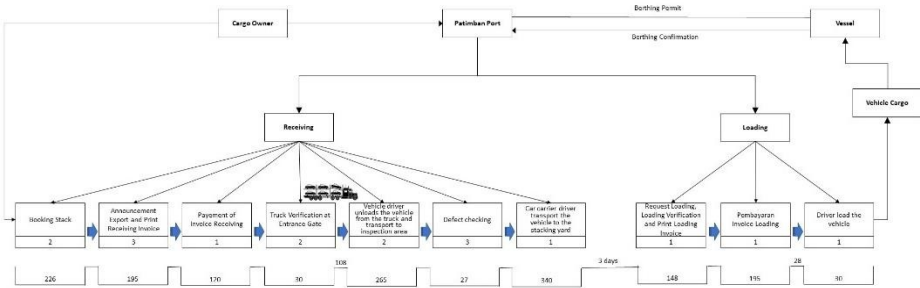 Berthing Permit
Cargo Owner
Patimban Port
Vessel
Berthing Confirmation
Vehicle Cargo
Receiving
Loading
Booking Stack
2
Announcement
Export and Print
Receiving Invoice
3
Payement of
Invoice Receiving
1
Truck Verification at
Entrance Gate
2
Vehicle driver
unloads the vehicle
from the truck and
transport to
inspection area
2
Defect checking
3
Car carrier driver
transport the vehicle
to the stacking yard
1
Request Loading,
Loading Verification
and Print Loading
Invoice
1
Pembayaran
Invoice Loading
1
Driver load the
vehicle
1
108
3 days
28
226
195
120
30
265
27
340
148
195
30